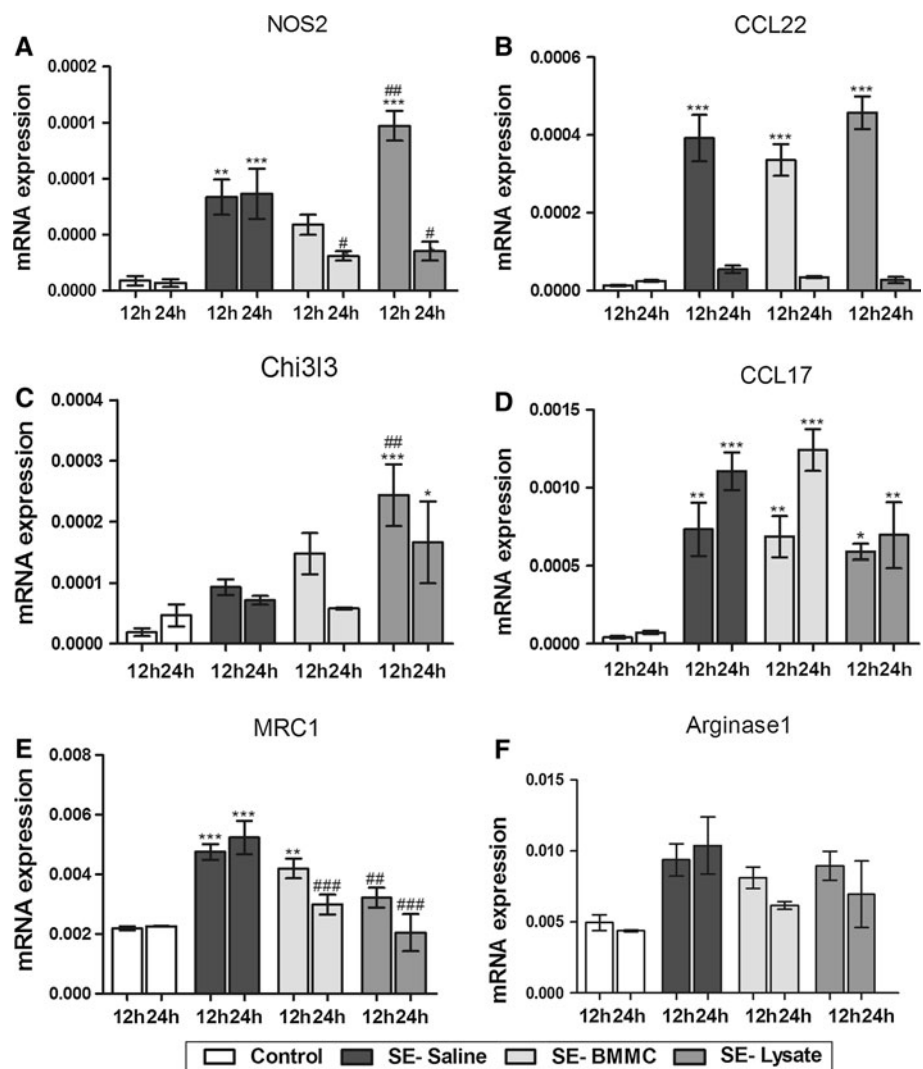 A
NOS2
mRNA expression
0.0002
0.0001
0.0001
0.0000
0.0000
** *** # ## *** #
12h 24h 12h 24h 12h 24h 12h 24h
B
CCL22
mRNA expression
0.0006
0.0004
0.0002
0.0000
*** *** ***
12h24h 12h24h 12h24h 12h24h
C
Chi3l3
mRNA expression
0.0004
0.0003
0.0002
0.0001
0.0000
## *** *
12h24h 12h24h 12h24h 12h24h
D
CCL17
mRNA expression
0.0015
0.0010
0.0005
0.0000
** *** ** *** * **
12h24h 12h24h 12h24h 12h24h
E
MRC1
mRNA expression
0.008
0.006
0.004
0.002
0.000
*** *** ** ### ## ###
12h24h 12h24h 12h24h 12h24h
F
Arginase1
mRNA expression
0.015
0.010
0.005
0.000
12h24h 12h24h 12h24h 12h24h
Control SE- Saline SE- BMMC SE- Lysate